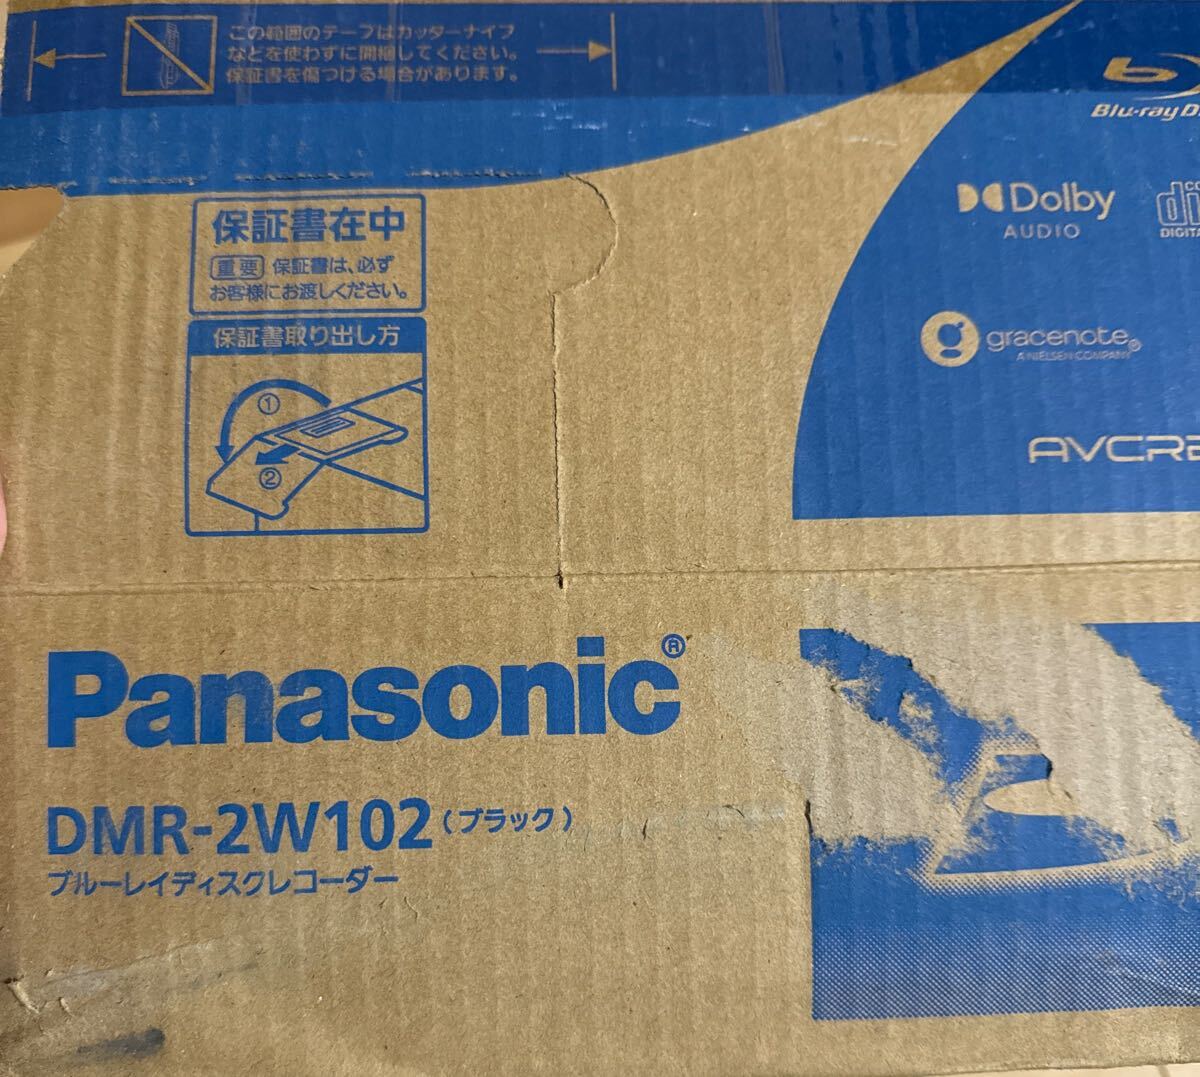 この範囲のテープはカッターナイフ
などを使わずに開梱してください。
保証書を傷つける場合があります。
Blu-ray
保証書在中
重要 保証書は、必ず
お客様にお渡しください。
Dolby
AUDIO
保証書取り出し方
gracenote®
A NIELSEN COMPANY
①
②
Panasonic®
DMR-2W102(ブラック)
ブルーレイディスクレコーダー